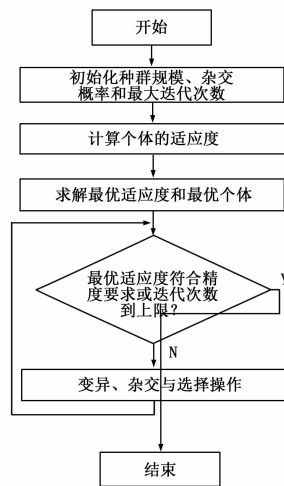 开始
初始化种群规模、杂交
概率和最大迭代次数
计算个体的适应度
求解最优适应度和最优个体
最优适应度符合精
度要求或迭代次数
到上限?
Y
N
变异、杂交与选择操作
结束